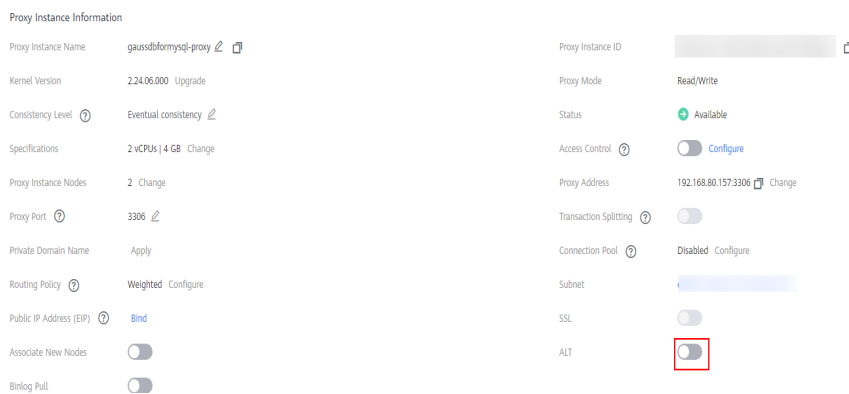 Proxy Instance Information
Proxy Instance Name gaussdbformysql-proxy Proxy Instance ID
Kernel Version 2.24.06.000 Upgrade Proxy Mode Read/Write
Consistency Level Eventual consistency Status Available
Specifications 2 vCPUs | 4 GB Change Access Control Configure
Proxy Instance Nodes 2 Change Proxy Address 192.168.80.157:3306 Change
Proxy Port 3306 Transaction Splitting
Private Domain Name Apply Connection Pool Disabled Configure
Routing Policy Weighted Configure Subnet
Public IP Address (EIP) Bind SSL
Associate New Nodes ALT
Binlog Pull